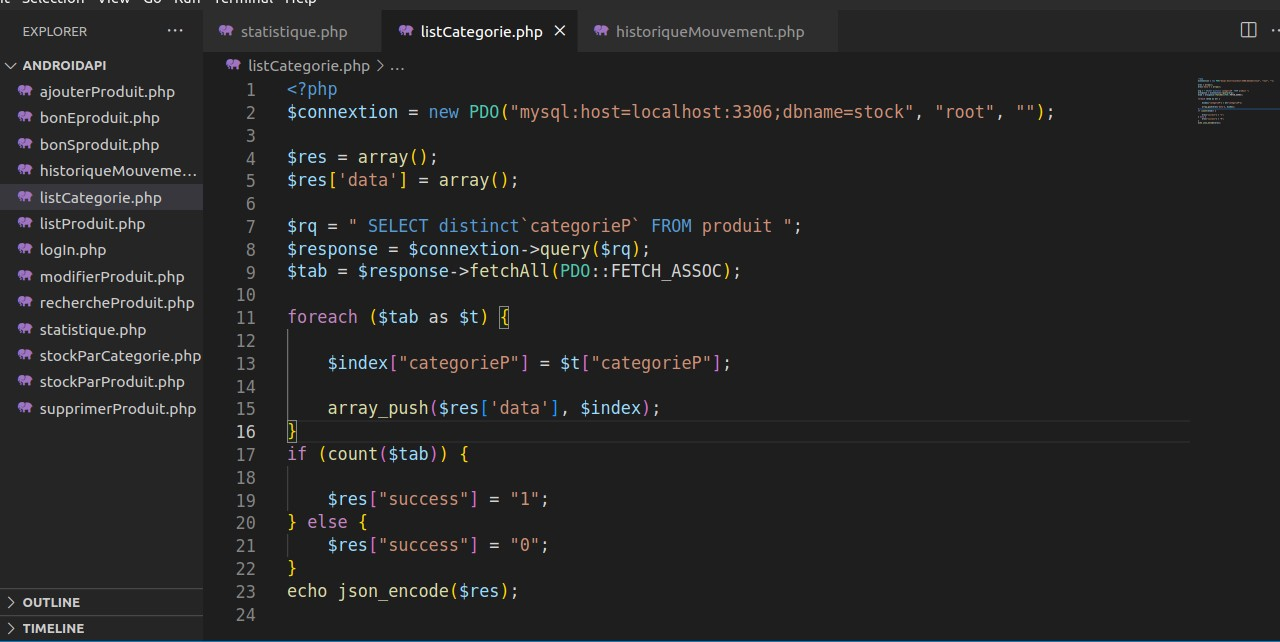 Selection View Go Run Terminal Help
EXPLORER ...
ANDROIDAPI
ajouterProduit.php
bonEproduit.php
bonSproduit.php
historiqueMouveme...
listCategorie.php
listProduit.php
logIn.php
modifierProduit.php
rechercheProduit.php
statistique.php
stockParCategorie.php
stockParProduit.php
supprimerProduit.php
OUTLINE
TIMELINE
statistique.php listCategorie.php historiqueMouvement.php
listCategorie.php > ...
1 <?php
2 $connextion = new PDO("mysql:host=localhost:3306;dbname=stock", "root", "");
3
4 $res = array();
5 $res['data'] = array();
6
7 $rq = " SELECT distinct`categorieP` FROM produit ";
8 $response = $connextion->query($rq);
9 $tab = $response->fetchAll(PDO::FETCH_ASSOC);
10
11 foreach ($tab as $t) {
12
13 $index["categorieP"] = $t["categorieP"];
14
15 array_push($res['data'], $index);
16 }
17 if (count($tab)) {
18
19 $res["success"] = "1";
20 } else {
21 $res["success"] = "0";
22 }
23 echo json_encode($res);
24